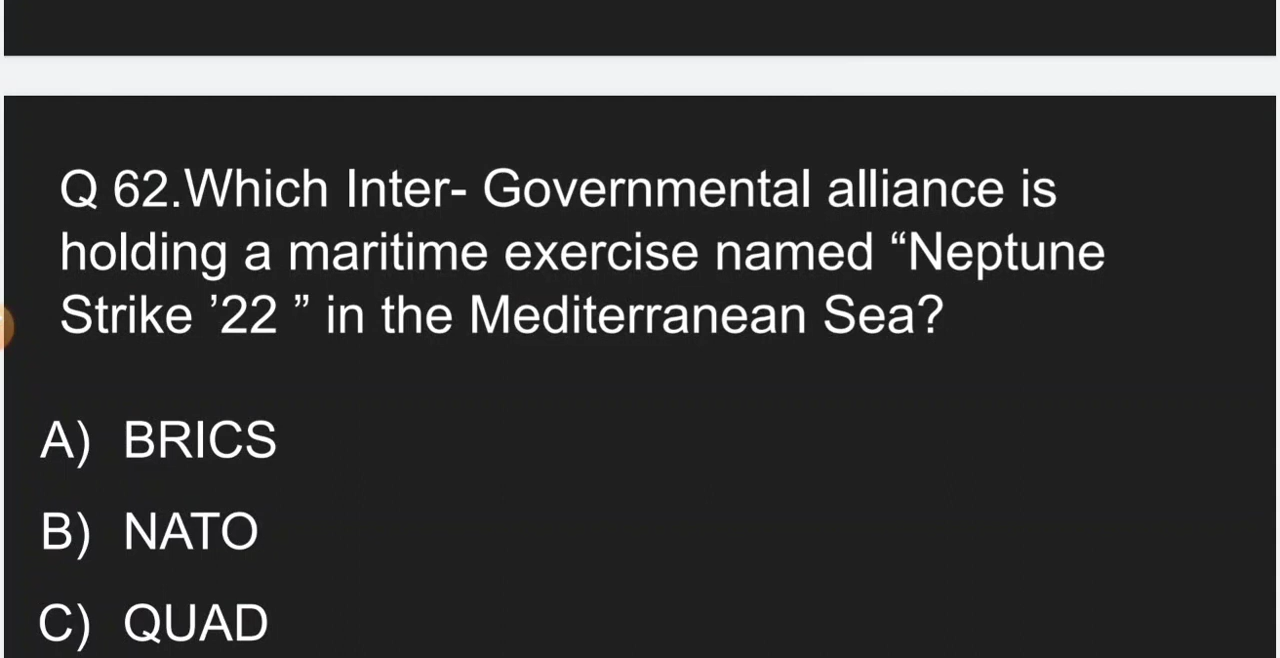 Q 62.Which Inter- Governmental alliance is
holding a maritime exercise named “Neptune
Strike ’22 ” in the Mediterranean Sea?
A) BRICS
B) NATO
C) QUAD